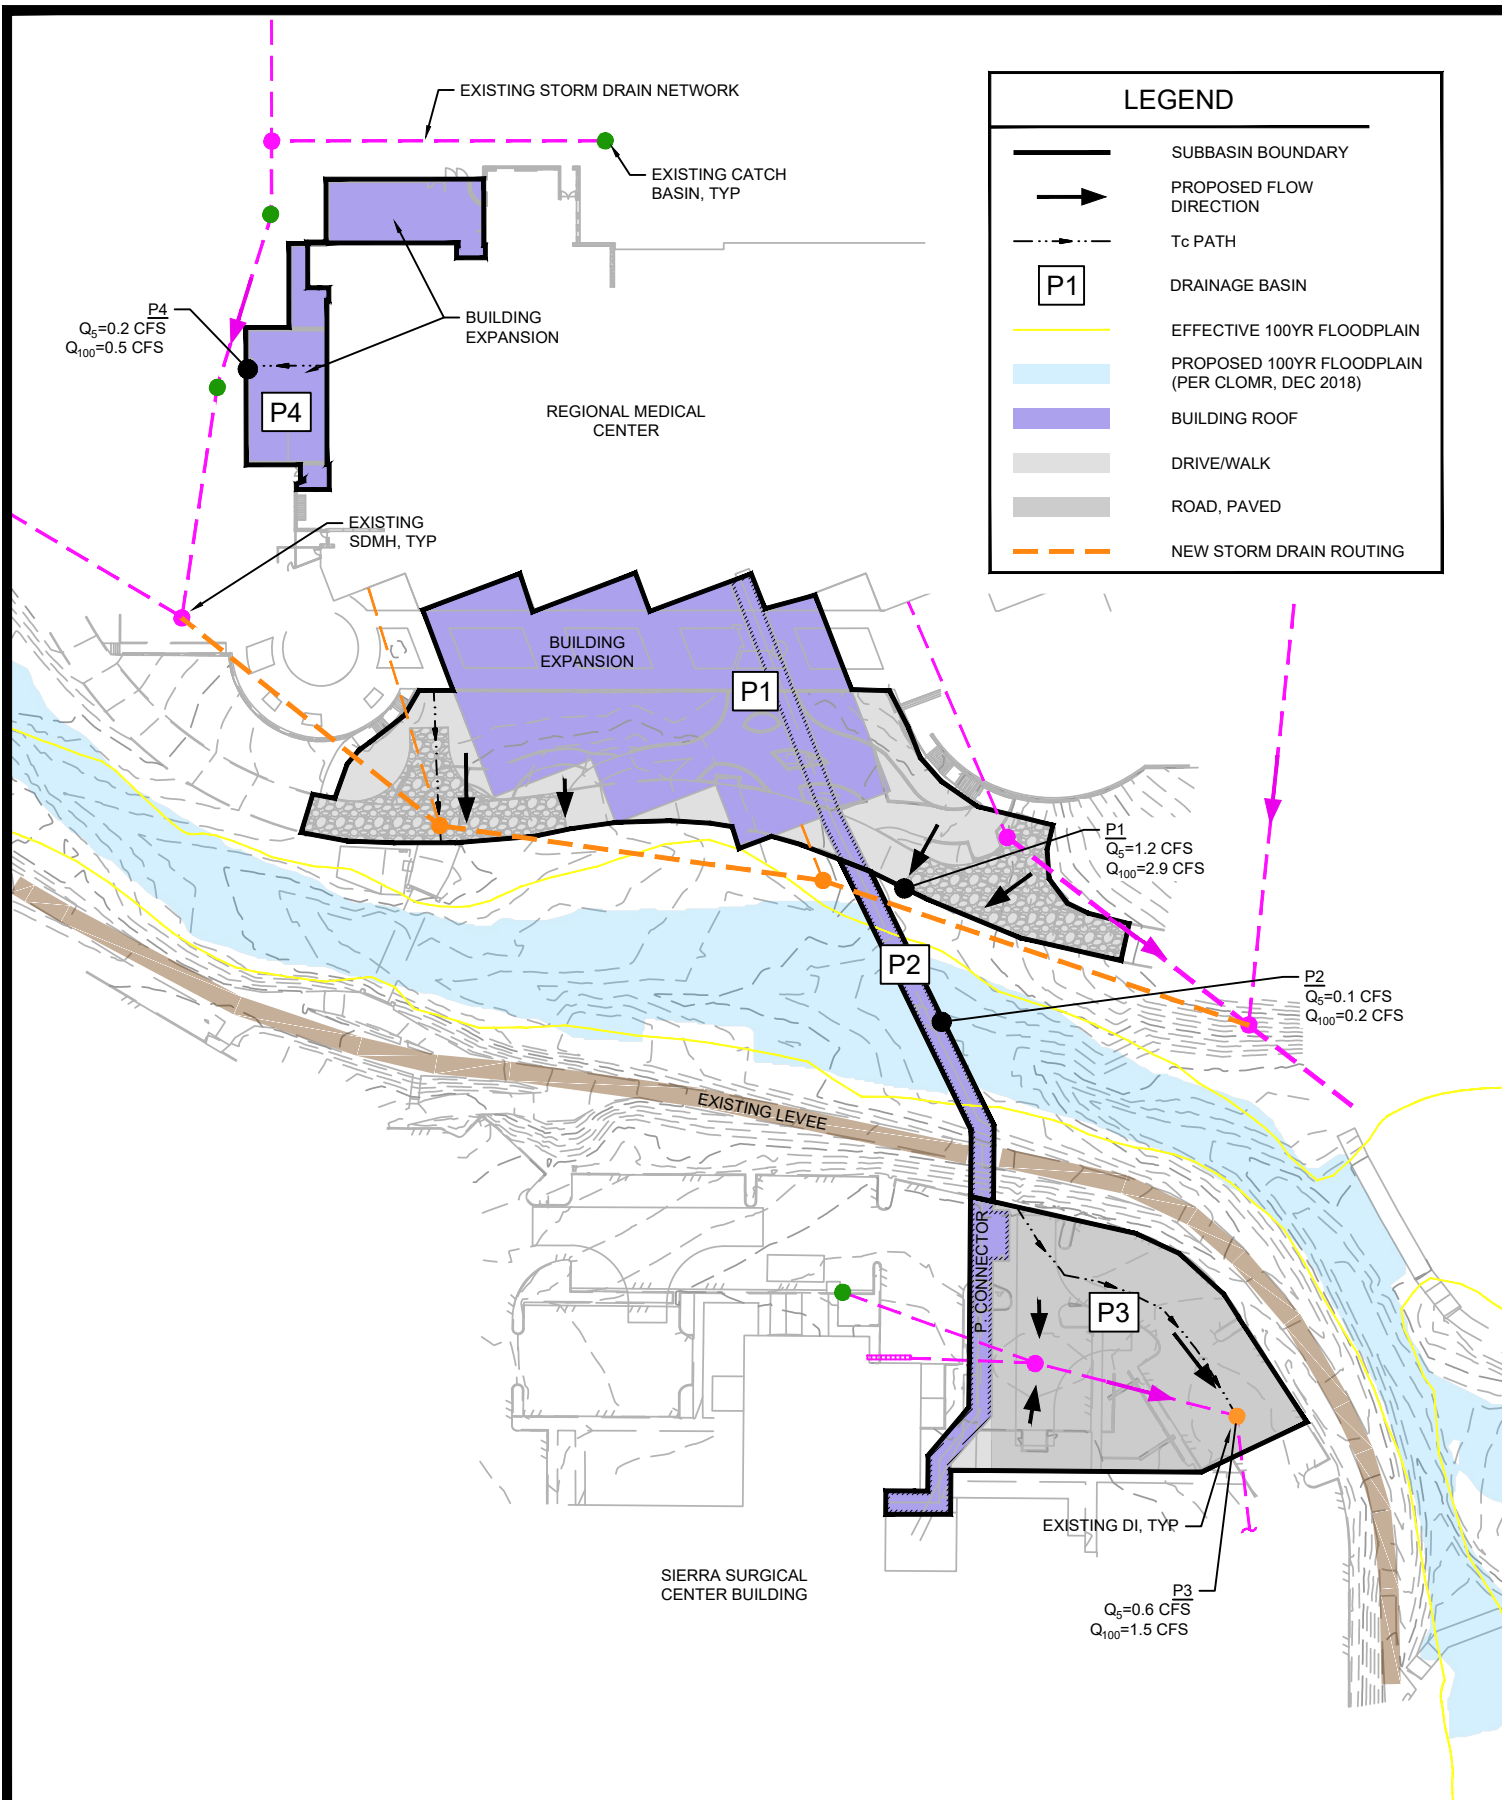 EXISTING STORM DRAIN NETWORK
EXISTING CATCH
BASIN, TYP
LEGEND
SUBBASIN BOUNDARY
PROPOSED FLOW
DIRECTION
Tc PATH
P1
DRAINAGE BASIN
EFFECTIVE 100YR FLOODPLAIN
PROPOSED 100YR FLOODPLAIN
(PER CLOMR, DEC 2018)
BUILDING ROOF
DRIVE/WALK
ROAD, PAVED
NEW STORM DRAIN ROUTING
P4
Q5=0.2 CFS
Q100=0.5 CFS
BUILDING
EXPANSION
P4
REGIONAL MEDICAL
CENTER
EXISTING
SDMH, TYP
BUILDING
EXPANSION
P1
P1
Q5=1.2 CFS
Q100=2.9 CFS
P2
P2
Q5=0.1 CFS
Q100=0.2 CFS
EXISTING LEVEE
P. CONNECTOR
P3
EXISTING DI, TYP
SIERRA SURGICAL
CENTER BUILDING
P3
Q5=0.6 CFS
Q100=1.5 CFS